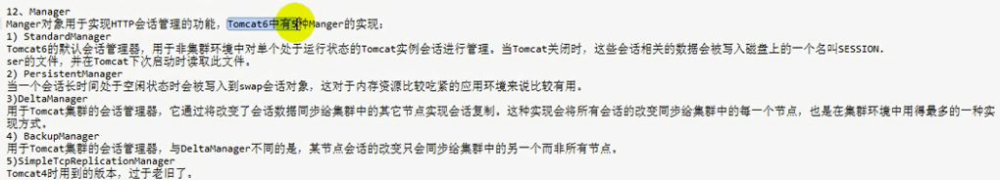 12、Manager
Manger对象用于实现HTTP会话管理的功能，Tomcat6中有5种Manger的实现：
1) StandardManager
Tomcat6的默认会话管理器，用于非集群环境中对单个处于运行状态的Tomcat实例会话进行管理。当Tomcat关闭时，这些会话相关的数据会被写入磁盘上的一个名叫SESSION.
ser的文件，并在Tomcat下次启动时读取此文件。
2) PersistentManager
当一个会话长时间处于空闲状态时会被写入到swap会话对象，这对于内存资源比较吃紧的应用环境来说比较有用。
3)DeltaManager
用于Tomcat集群的会话管理器，它通过将改变了会话数据同步给集群中的其它节点实现会话复制。这种实现会将所有会话的改变同步给集群中的每一个节点，也是在集群环境中用得最多的一种实
现方式。
4) BackupManager
用于Tomcat集群的会话管理器，与DeltaManager不同的是，某节点会话的改变只会同步给集群中的另一个而非所有节点。
5)SimpleTcpReplicationManager
Tomcat4时用到的版本，过于老旧了。